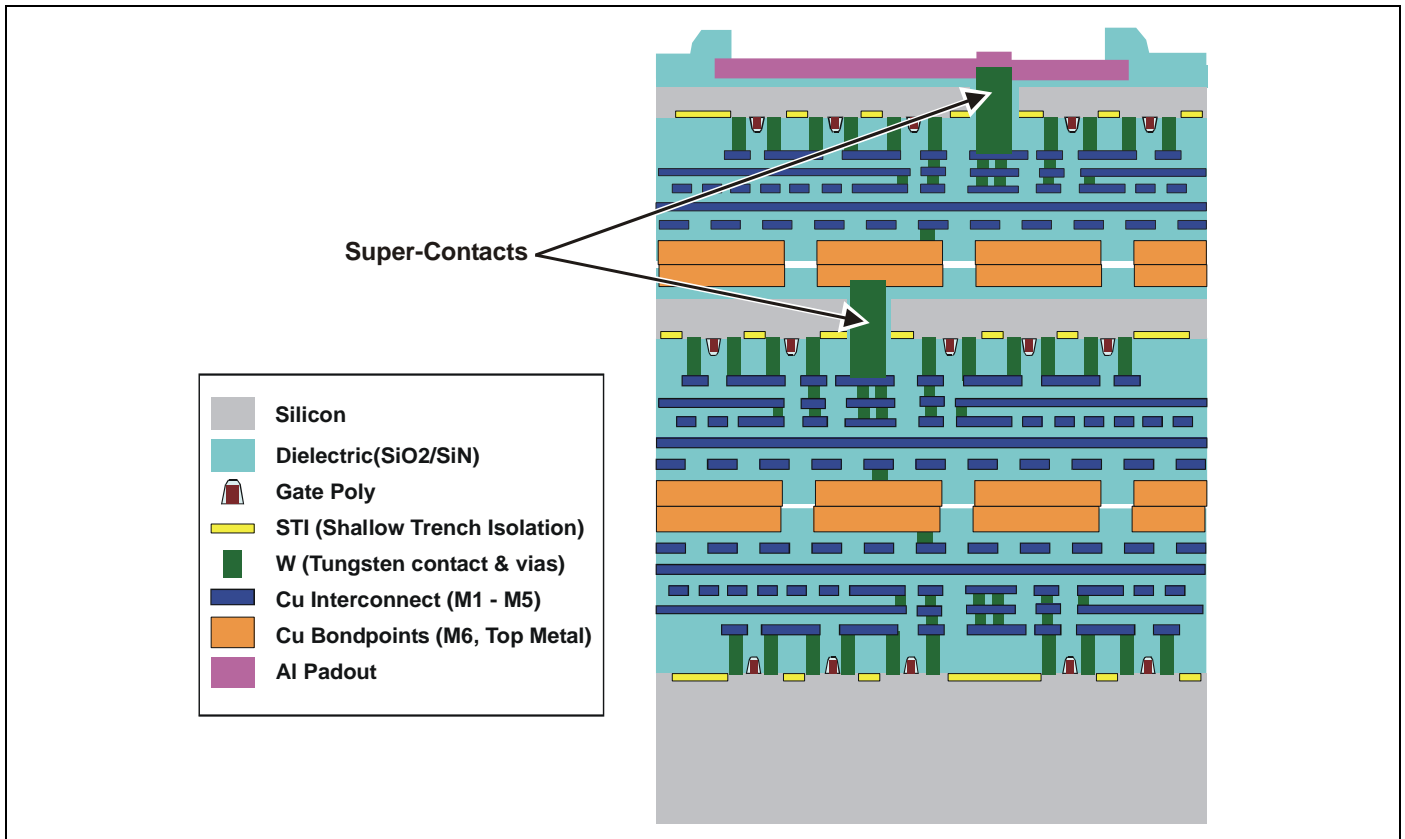 Super-Contacts
Silicon
Dielectric(SiO2/SiN)
Gate Poly
STI (Shallow Trench Isolation)
W (Tungsten contact & vias)
Cu Interconnect (M1 - M5)
Cu Bondpoints (M6, Top Metal)
Al Padout